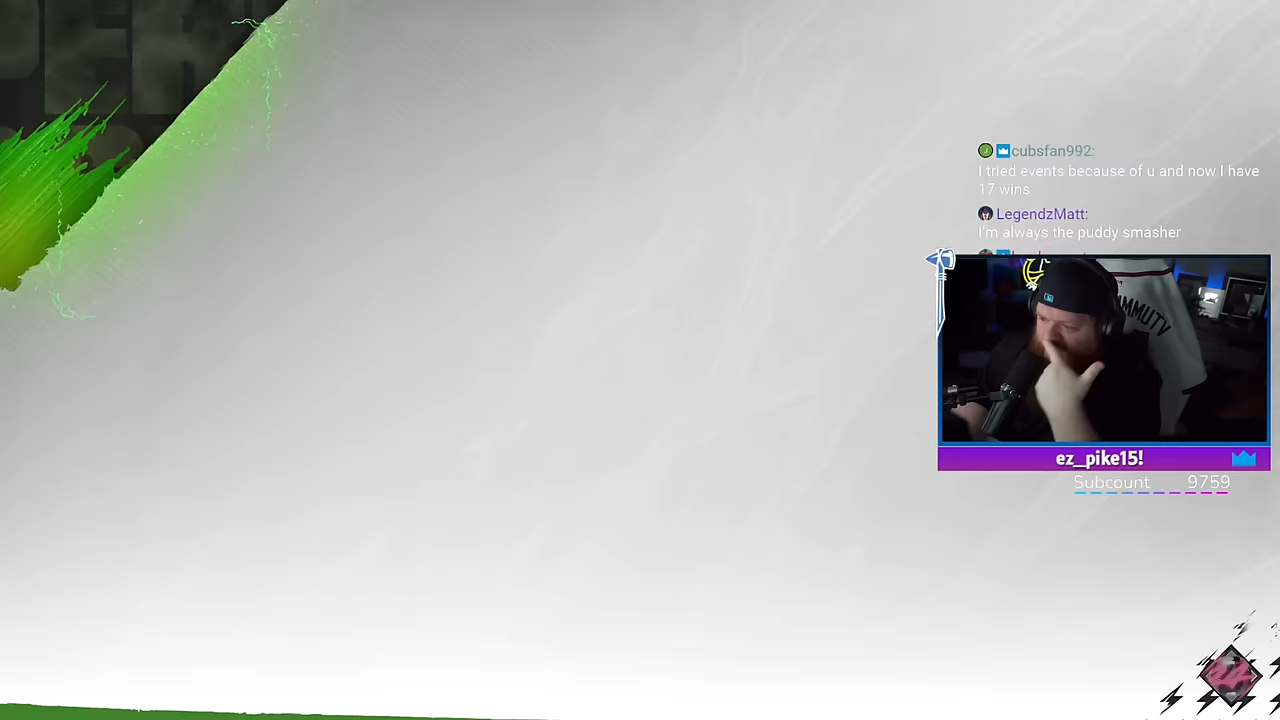 cubsfan992:
I tried events because of u and now I have
17 wins
LegendzMatt:
I'm always the puddy smasher
ez_pike15!
Subcount 9759